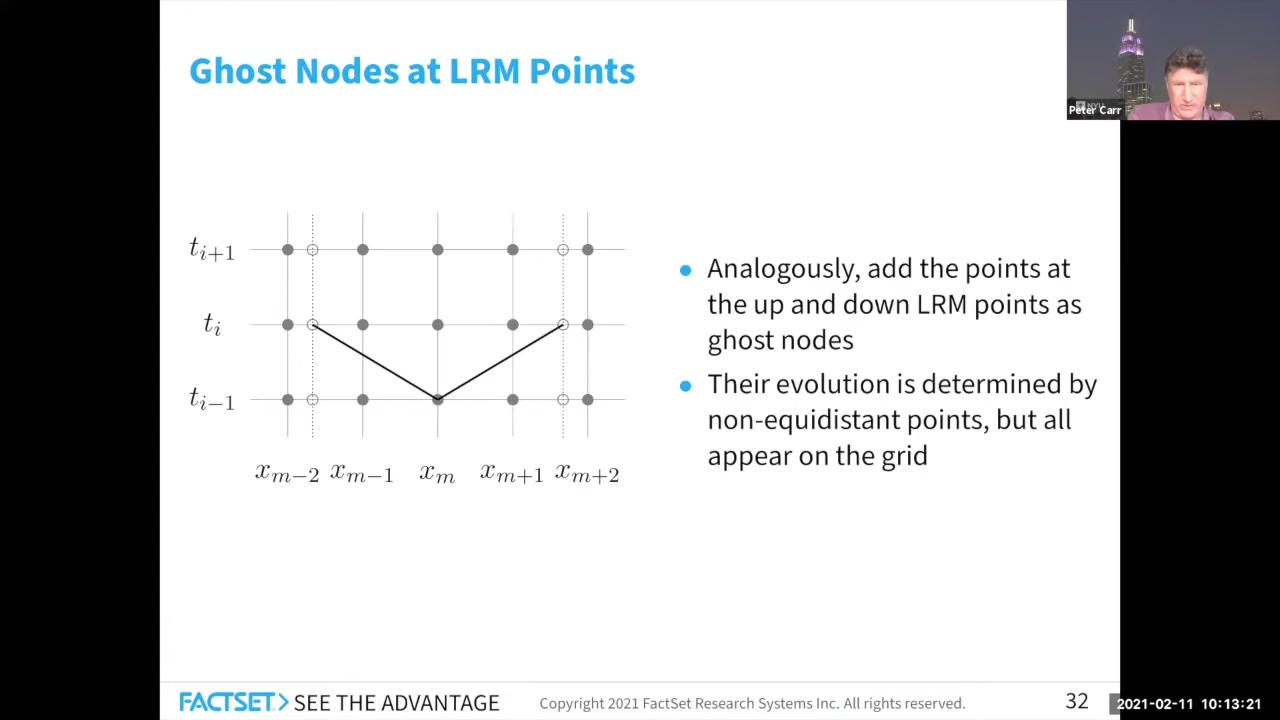 Ghost Nodes at LRM Points
Peter Carr
t_{i+1}
t_i
t_{i-1}
x_{m-2} x_{m-1} x_m x_{m+1} x_{m+2}
• Analogously, add the points at
the up and down LRM points as
ghost nodes
• Their evolution is determined by
non-equidistant points, but all
appear on the grid
FACTSET SEE THE ADVANTAGE
Copyright 2021 FactSet Research Systems Inc. All rights reserved.
32
2021-02-11 10:13:21